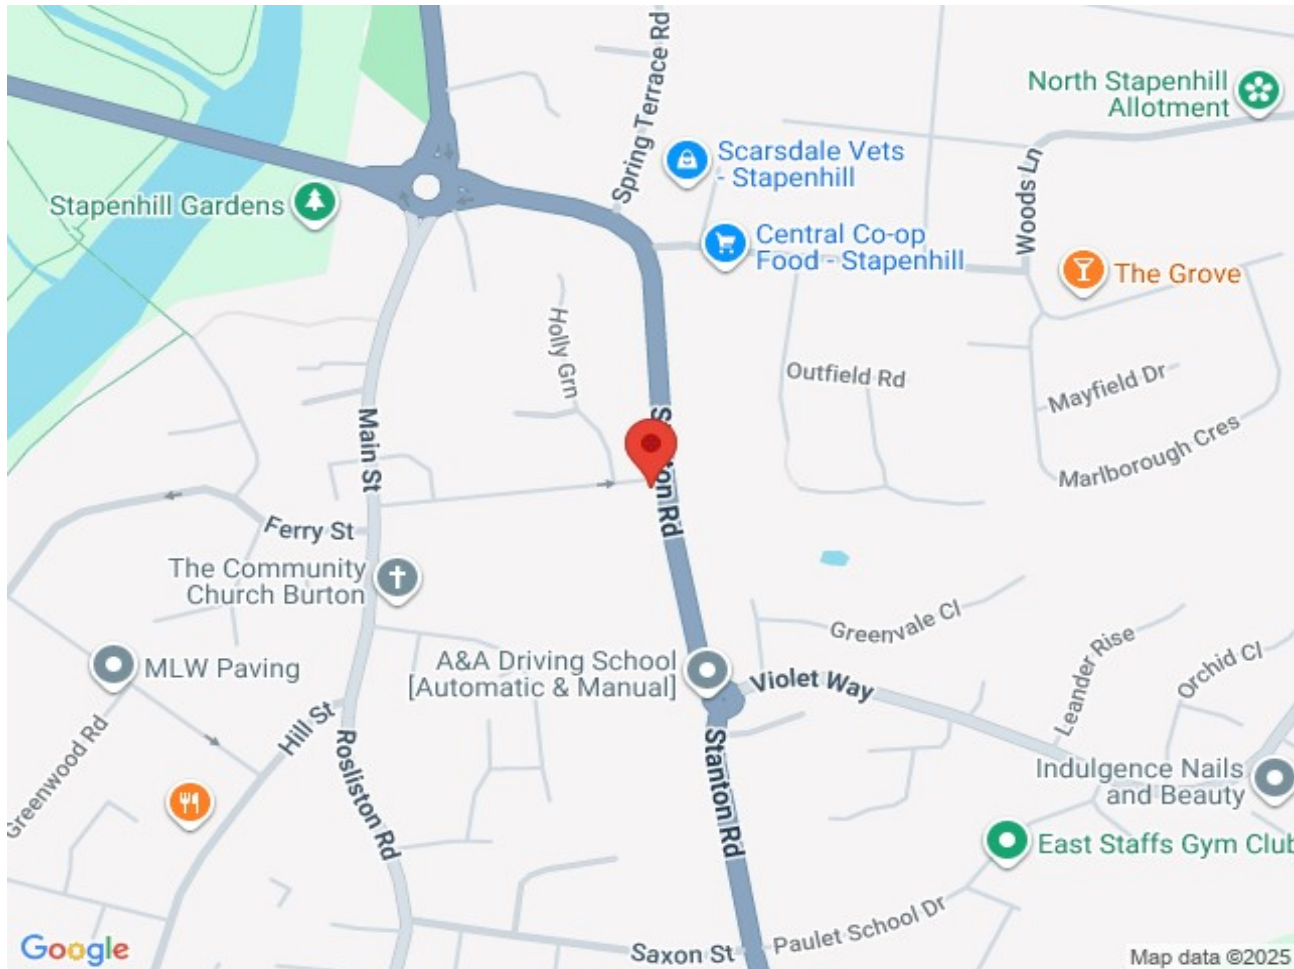 Spring Terrace Rd
North Stapenhill
Allotment
Scarsdale Vets
- Stapenhill
Woods Ln
Stapenhill Gardens
Central Co-op
Food - Stapenhill
The Grove
Holly Grn
Outfield Rd
Mayfield Dr
Main St
Marlborough Cres
Stanton Rd
Ferry St
The Community
Church Burton
Greenvale Cl
MLW Paving
A&A Driving School
[Automatic & Manual]
Violet Way
Leander Rise
Orchid Cl
Hill St
Greenwood Rd
Rosliston Rd
Stanton Rd
Indulgence Nails
and Beauty
East Staffs Gym Club
Paulet School Dr
Saxon St
Google
Map data ©2025